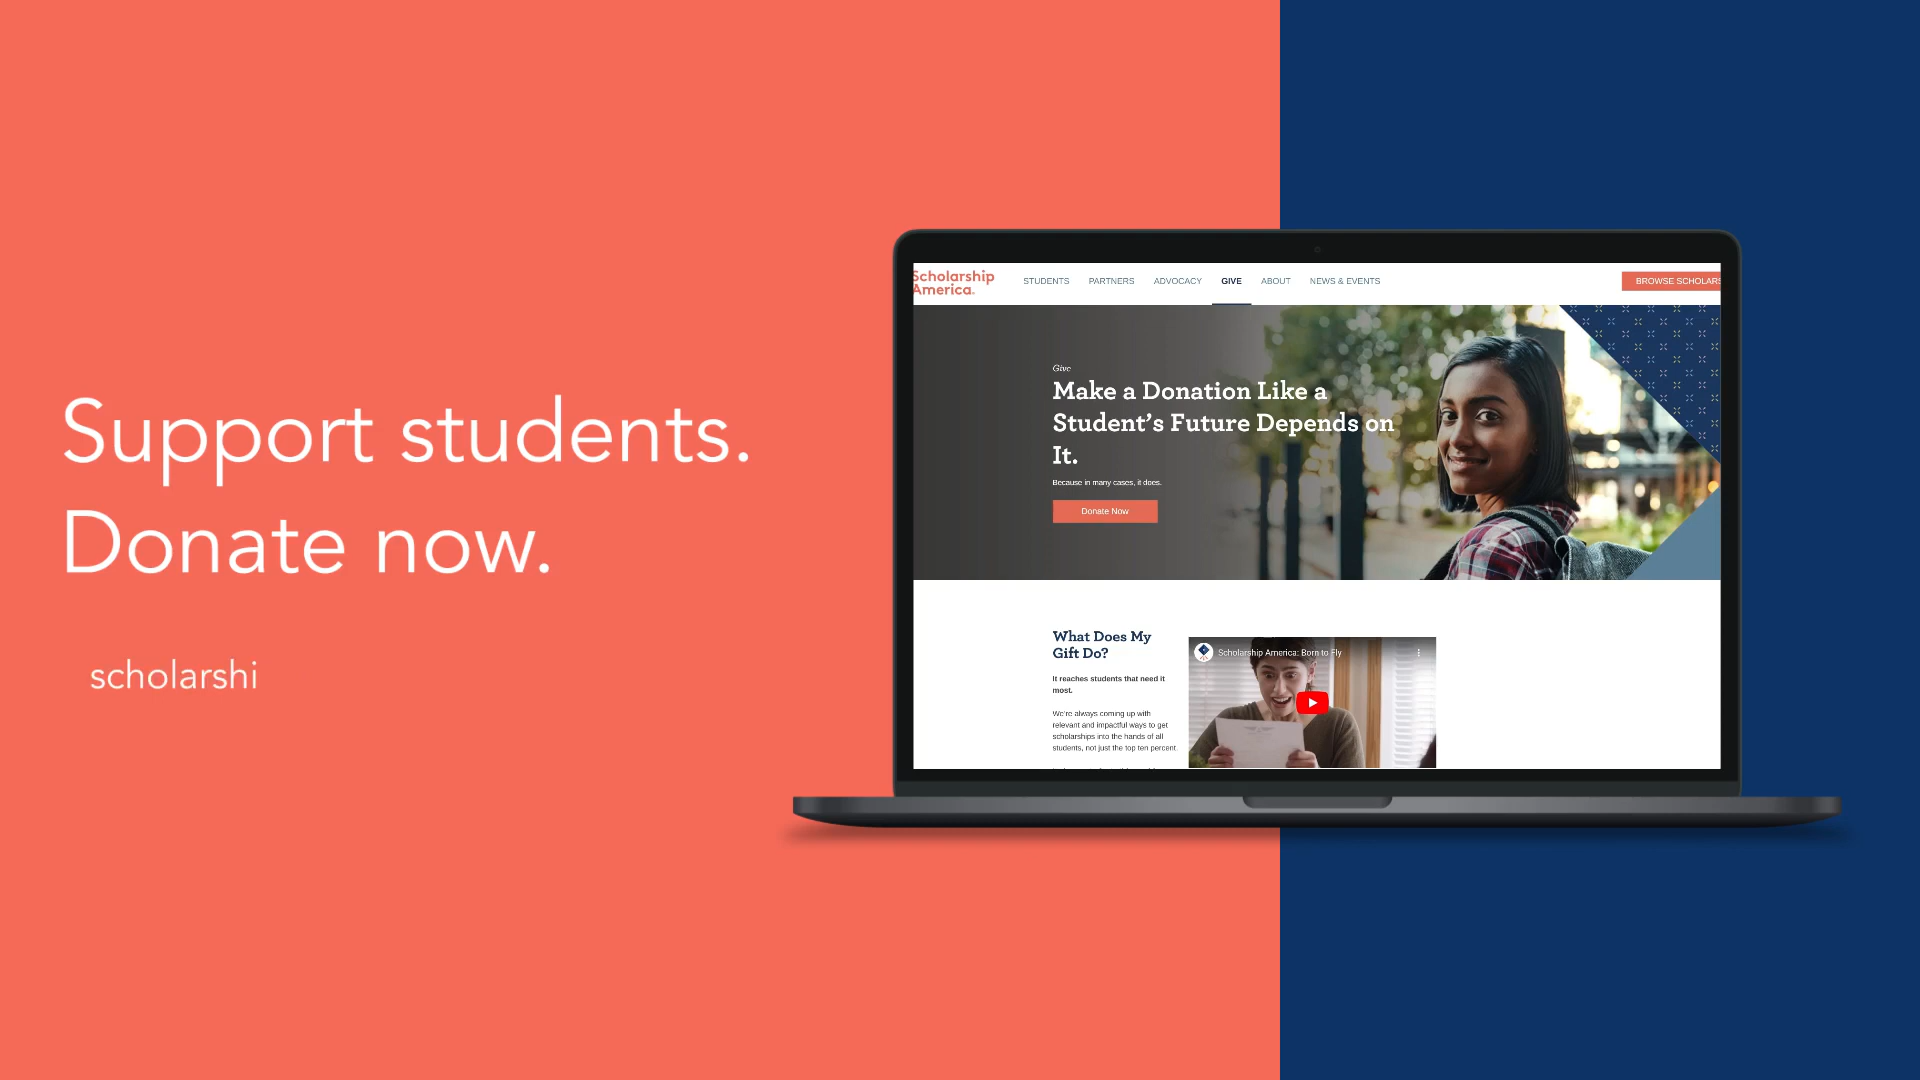 Support students.
Donate now.
scholarshi
Scholarship
America.
STUDENTS PARTNERS ADVOCACY GIVE ABOUT NEWS & EVENTS
BROWSE SCHOLARS
Give
Make a Donation Like a
Student’s Future Depends on
It.
Because in many cases, it does.
Donate Now
What Does My
Gift Do?
It reaches students that need it
most.
We're always coming up with
relevant and impactful ways to get
scholarships into the hands of all
students, not just the top ten percent.
Scholarship America: Born to Fly